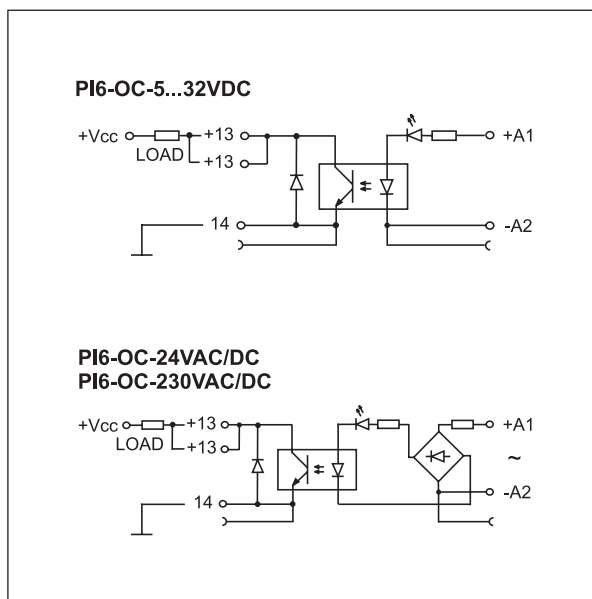 PI6-OC-5...32VDC
+Vcc LOAD +13 +A1
+13
14 -A2
PI6-OC-24VAC/DC
PI6-OC-230VAC/DC
+Vcc LOAD +13 +A1
+13 ~
14 -A2